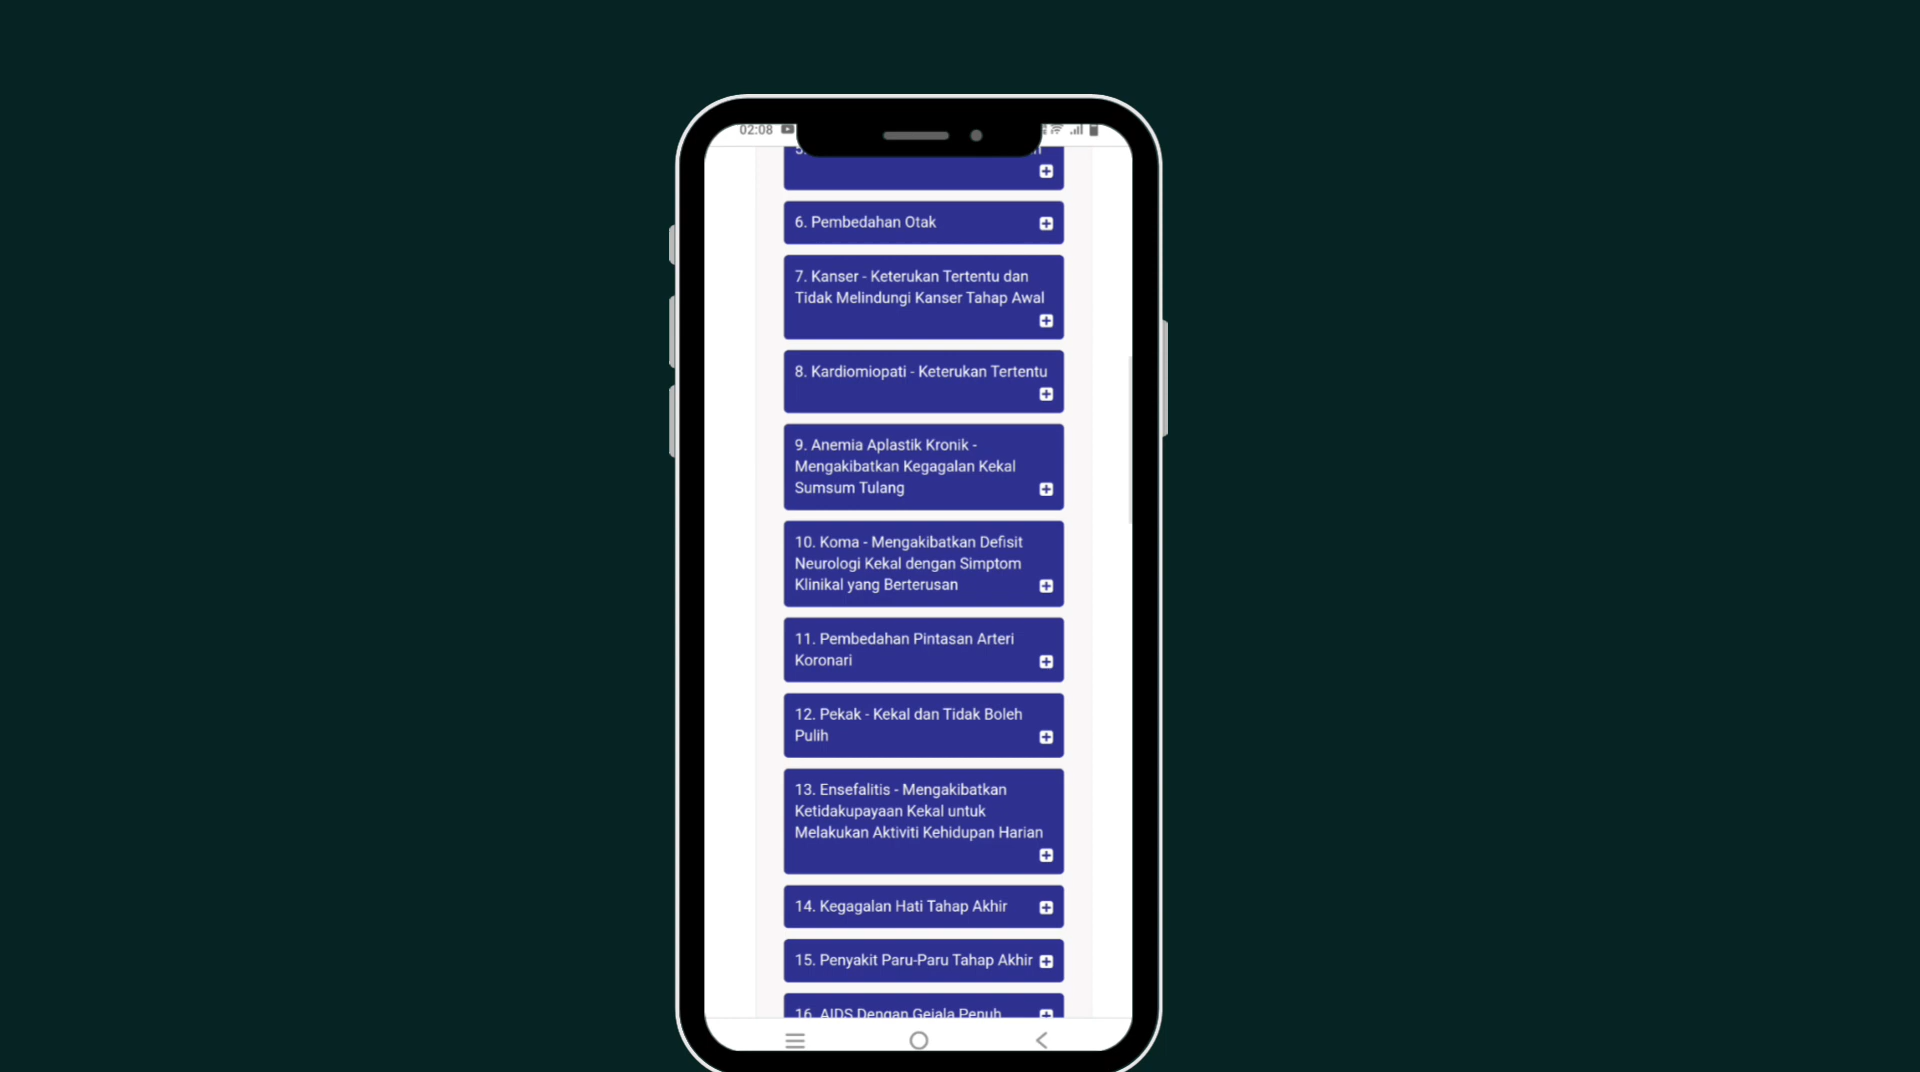 02:08
6. Pembedahan Otak
7. Kanser - Keterukan Tertentu dan
Tidak Melindungi Kanser Tahap Awal
8. Kardiomiopati - Keterukan Tertentu
9. Anemia Aplastik Kronik -
Mengakibatkan Kegagalan Kekal
Sumsum Tulang
10. Koma - Mengakibatkan Defisit
Neurologi Kekal dengan Simptom
Klinikal yang Berterusan
11. Pembedahan Pintasan Arteri
Koronari
12. Pekak - Kekal dan Tidak Boleh
Pulih
13. Ensefalitis - Mengakibatkan
Ketidakupayaan Kekal untuk
Melakukan Aktiviti Kehidupan Harian
14. Kegagalan Hati Tahap Akhir
15. Penyakit Paru-Paru Tahap Akhir
16. AIDS Dengan Gejala Penuh